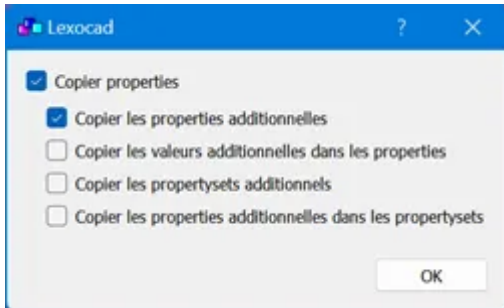 Lexocad
?
Copier properties
Copier les properties additionnelles
Copier les valeurs additionnelles dans les properties
Copier les propertysets additionnels
Copier les properties additionnelles dans les propertysets
OK